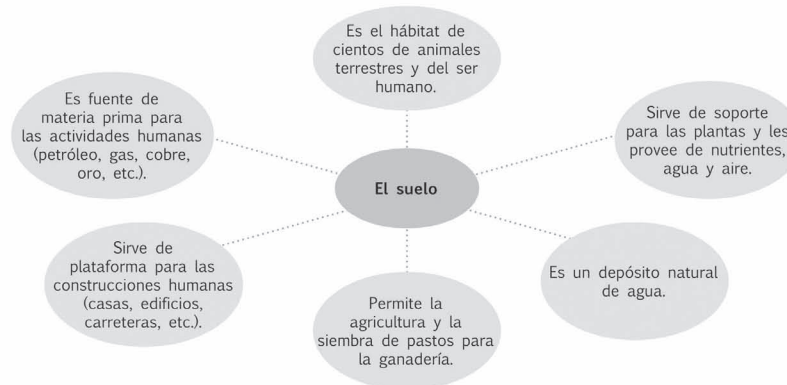 Es el hábitat de
cientos de animales
terrestres y del ser
humano.
Es fuente de
materia prima para
las actividades humanas
(petróleo, gas, cobre,
oro, etc.).
Sirve de soporte
para las plantas y les
provee de nutrientes,
agua y aire.
El suelo
Sirve de
plataforma para las
construcciones humanas
(casas, edificios,
carreteras, etc.).
Permite la
agricultura y la
siembra de pastos para
la ganadería.
Es un depósito natural
de agua.